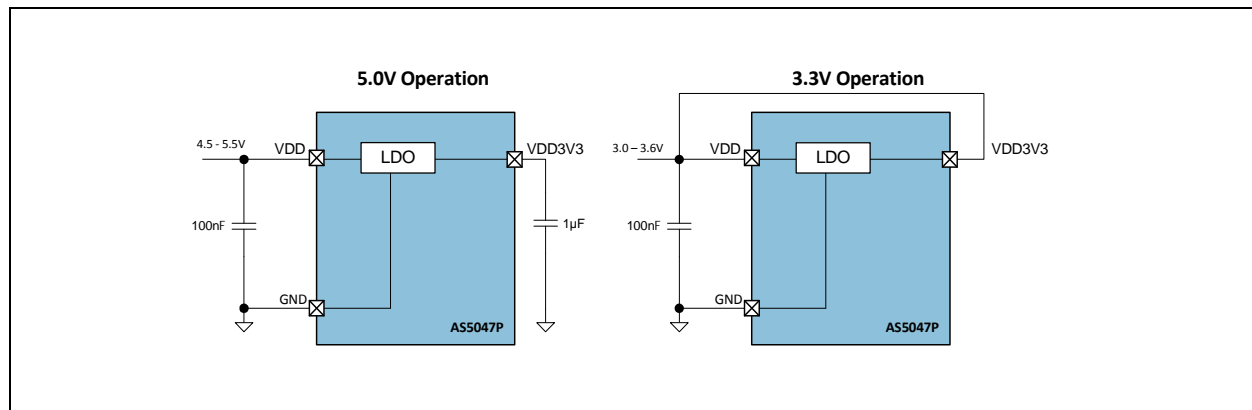 5.0V Operation
4.5 - 5.5V
VDD
LDO
VDD3V3
100nF
1µF
GND
AS5047P
3.3V Operation
3.0 – 3.6V
VDD
LDO
VDD3V3
100nF
GND
AS5047P